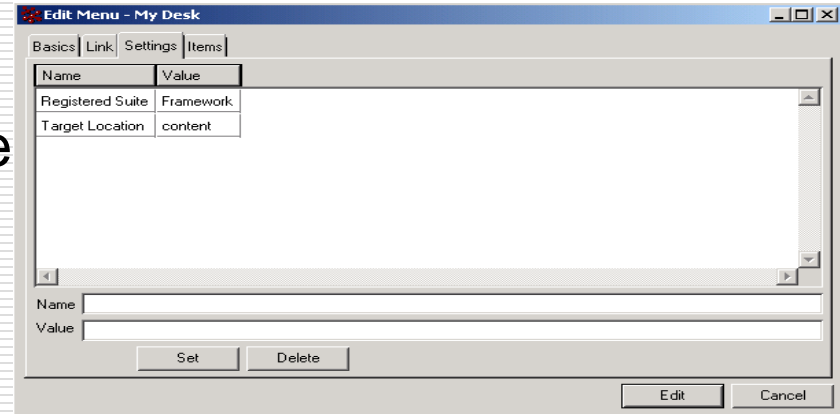 Edit Menu - My Desk
Basics Link Settings Items
Name Value
Registered Suite Framework
Target Location content
e
Name
Value
Set Delete
Edit Cancel